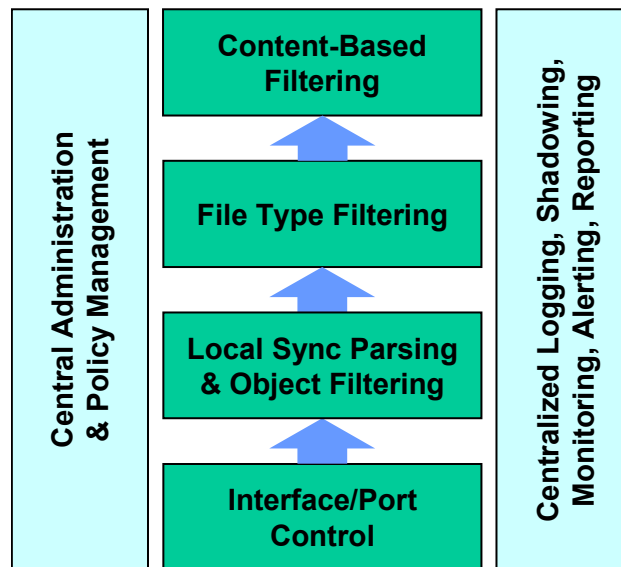 Central Administration
& Policy Management
Content-Based
Filtering
File Type Filtering
Local Sync Parsing
& Object Filtering
Interface/Port
Control
Centralized Logging, Shadowing,
Monitoring, Alerting, Reporting